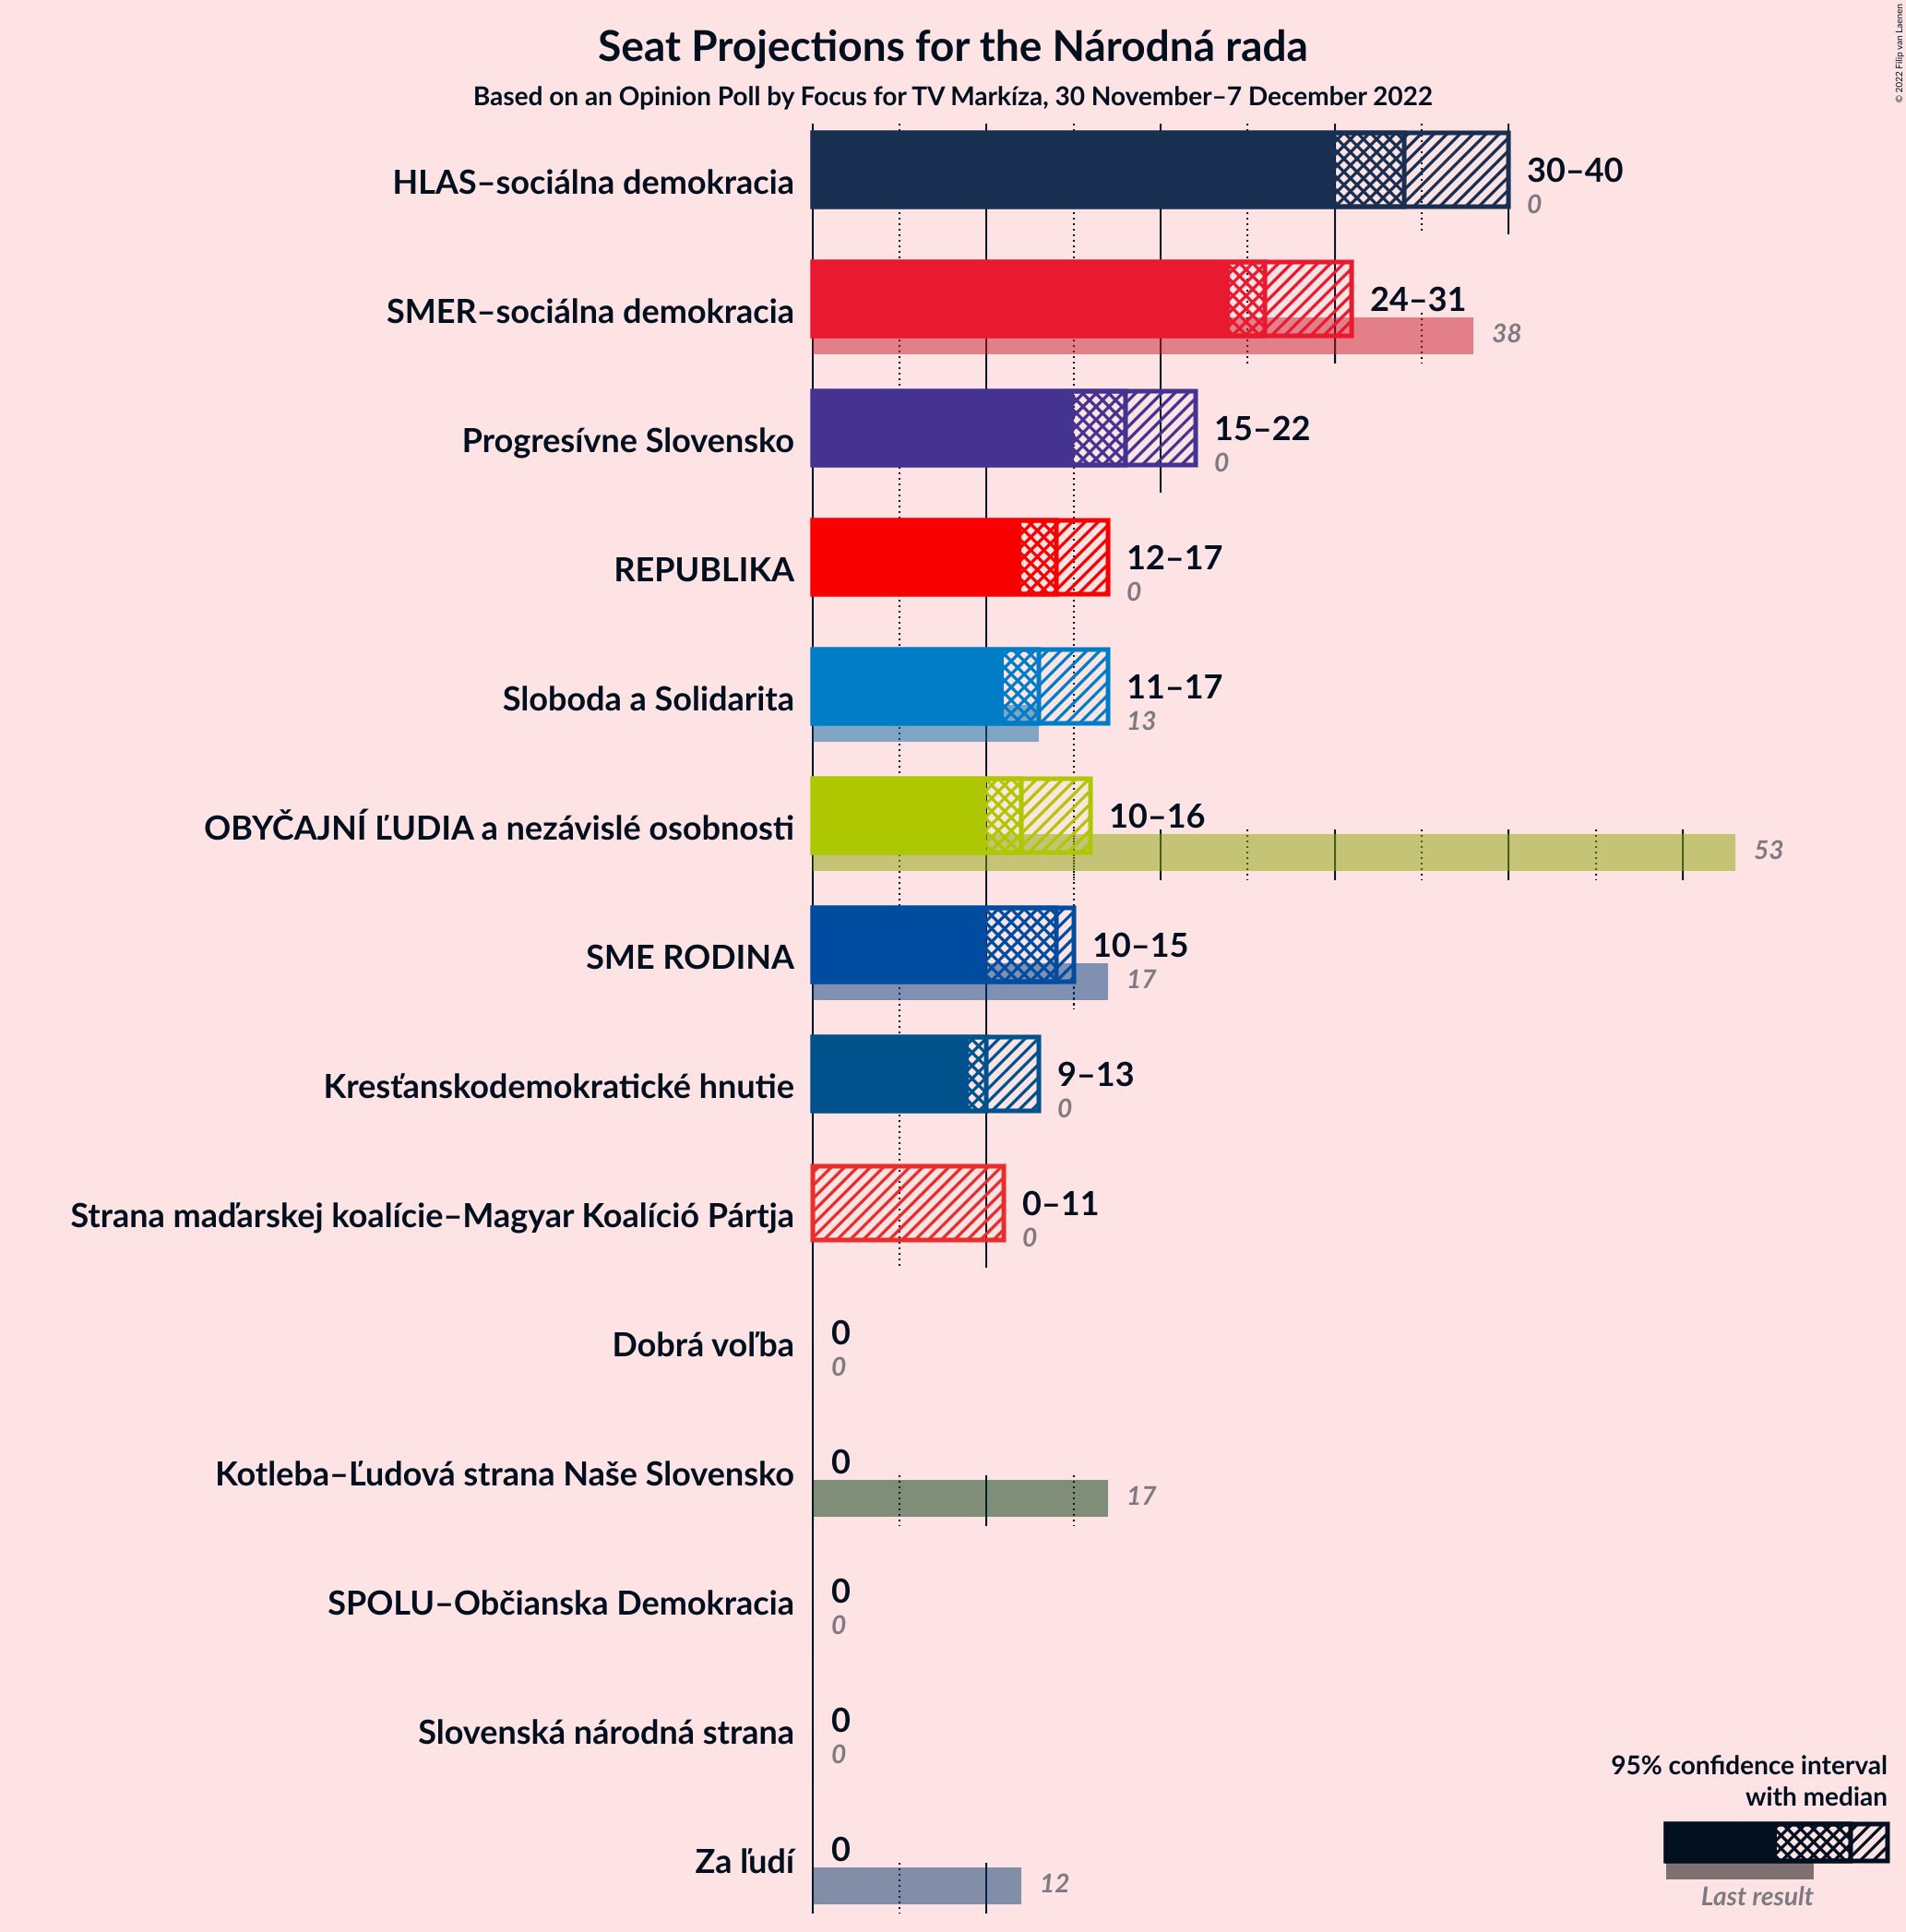 Seat Projections for the Národná rada
Based on an Opinion Poll by Focus for TV Markíza, 30 November–7 December 2022
© 2022 Filip van Laenen
HLAS–sociálna demokracia
30–40
0
SMER–sociálna demokracia
24–31
38
Progresívne Slovensko
15–22
0
REPUBLIKA
12–17
0
Sloboda a Solidarita
11–17
13
OBYČAJNÍ ĽUDIA a nezávislé osobnosti
10–16
53
SME RODINA
10–15
17
Kresťanskodemokratické hnutie
9–13
0
Strana maďarskej koalície–Magyar Koalíció Pártja
0–11
0
Dobrá voľba
0
0
Kotleba–Ľudová strana Naše Slovensko
0
17
SPOLU–Občianska Demokracia
0
0
Slovenská národná strana
0
0
Za ľudí
0
12
95% confidence interval
with median
Last result